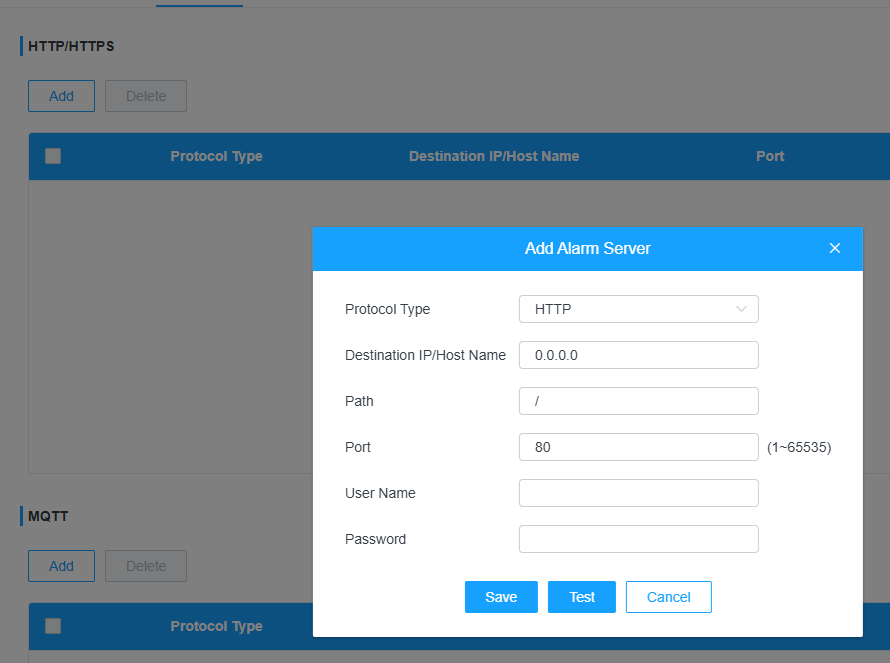 HTTP/HTTPS
Add Delete
Protocol Type Destination IP/Host Name Port
Add Alarm Server
Protocol Type HTTP
Destination IP/Host Name 0.0.0.0
Path /
Port 80 (1~65535)
User Name
Password
Save Test Cancel
MQTT
Add Delete
Protocol Type